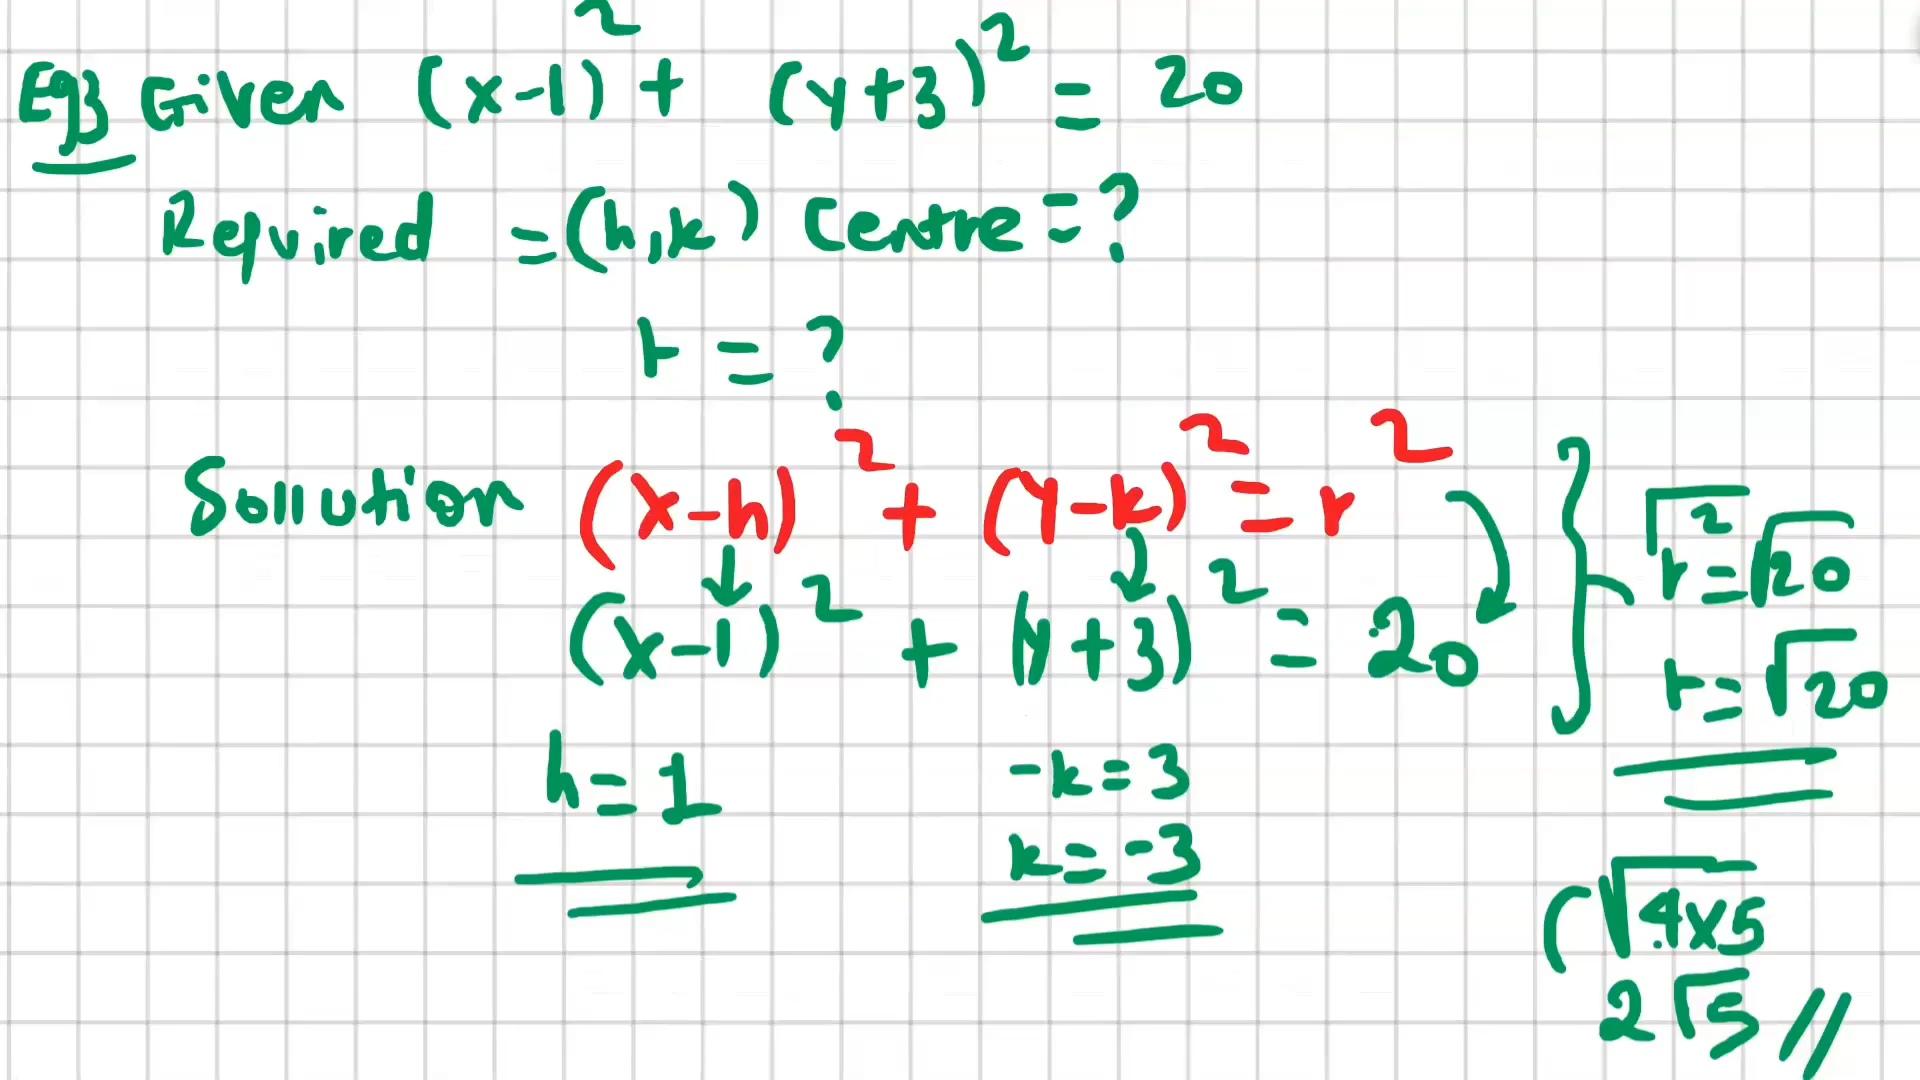 Eg3 Given (x-1)² + (y+3)² = 20
Required = (h,k) Centre = ?
r = ?
Sollution (x-h)² + (y-k)² = r²
(x-1)² + (y+3)² = 20
h = 1
-k = 3
k = -3
√r² = √20
r = √20
(√4x5
2√5 //